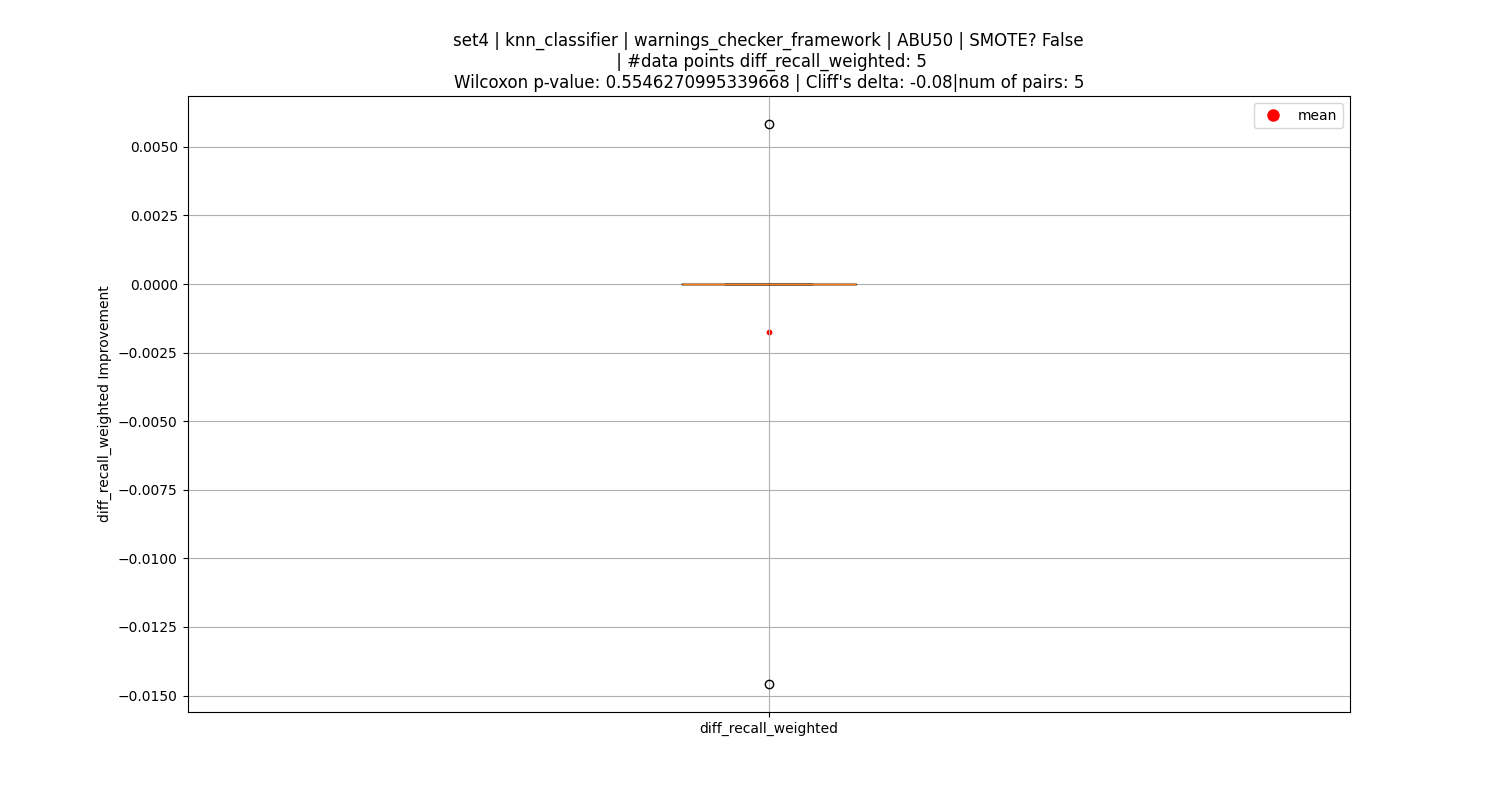 set4 | knn_classifier | warnings_checker_framework | ABU50 | SMOTE? False
| #data points diff_recall_weighted: 5
Wilcoxon p-value: 0.5546270995339668 | Cliff's delta: -0.08|num of pairs: 5
mean
0.0050
0.0025
0.0000
−0.0025
−0.0050
−0.0075
−0.0100
−0.0125
−0.0150
diff_recall_weighted Improvement
diff_recall_weighted